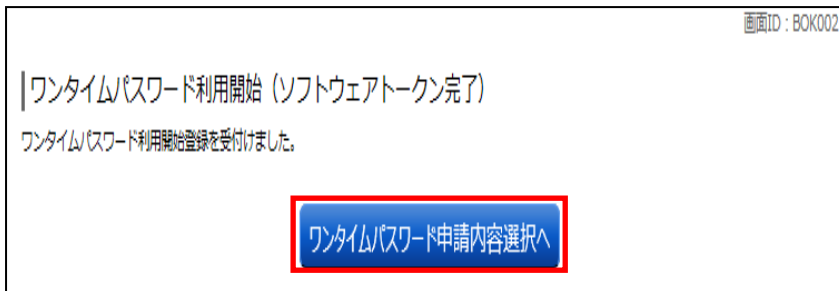 画面ID：BOK002
ワンタイムパスワード利用開始（ソフトウェアトークン完了）
ワンタイムパスワード利用開始登録を受付けました。
ワンタイムパスワード申請内容選択へ